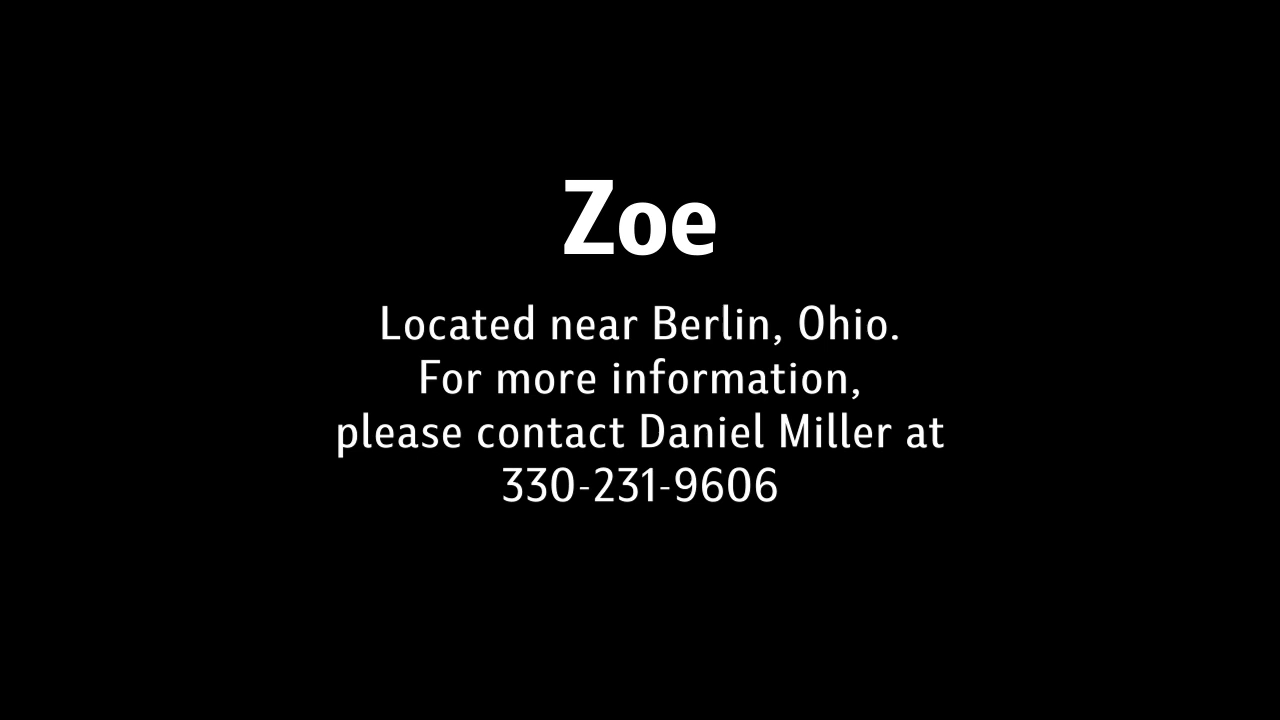 Zoe
Located near Berlin, Ohio.
For more information,
please contact Daniel Miller at
330-231-9606